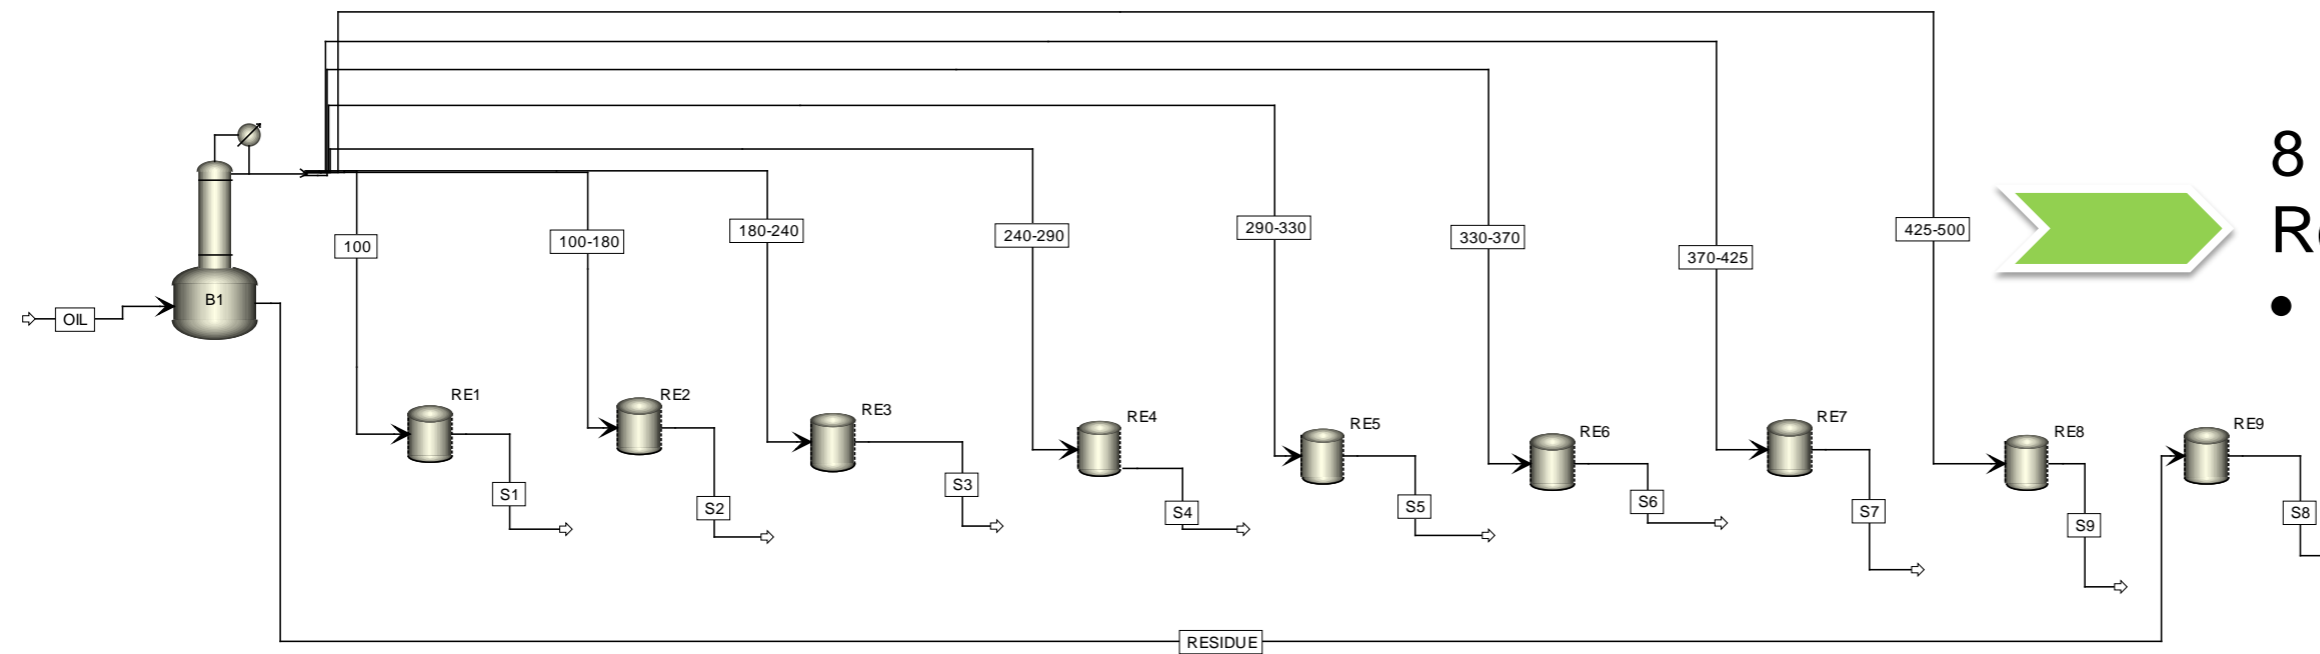 100
100-180
180-240
240-290
290-330
330-370
370-425
425-500
B1
OIL
RE1
RE2
RE3
RE4
RE5
RE6
RE7
RE8
RE9
S1
S2
S3
S4
S5
S6
S7
S9
S8
RESIDUE
8
•